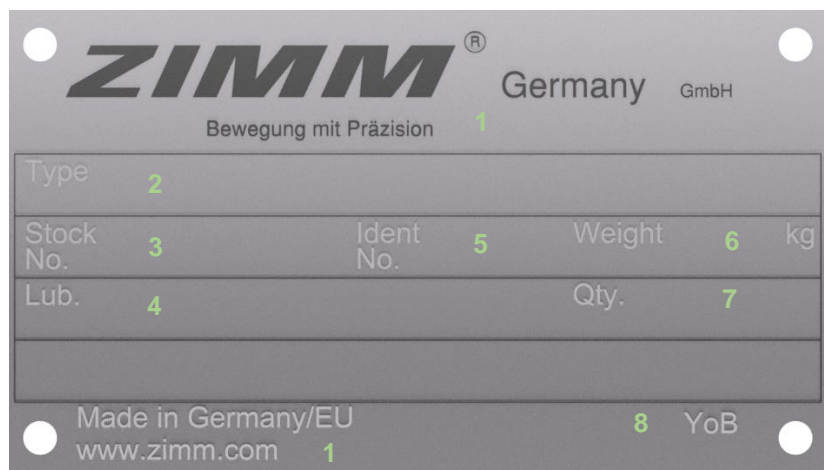 ZIMM® Germany GmbH
Bewegung mit Präzision 1
Type 2
Stock No. 3 Ident No. 5 Weight 6 kg
Lub. 4 Qty. 7
Made in Germany/EU 8 YoB
www.zimm.com 1